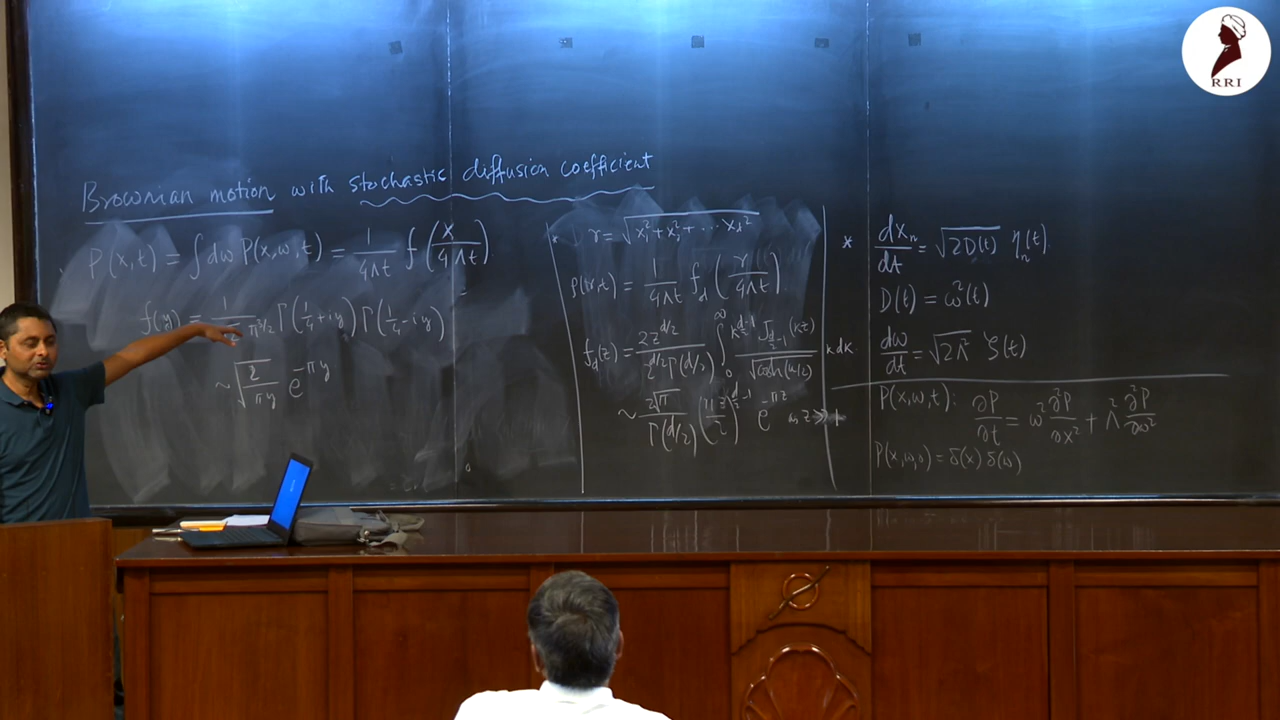 Brownian motion with stochastic diffusion coefficient
P(x,t) = ∫dω P(x,ω,t) = 1/(4Λt) f(x/(4Λt))
f(y) = π^{3/2} Γ(1/4+iy) Γ(1/4-iy)
~ √(2/(πy)) e^{-πy}
* r = √(x₁²+x₂²+ ··· x_d²)
P(r,t) = 1/(4Λt) f_d(r/(4Λt))
f_d(z) = 2z^{d/2}/(2^{d/2}Γ(d/2)) ∫₀^∞ k^{d/2-1} J_{d/2-1}(kz)/√cosh(k/2) k dk
~ 2√π/Γ(d/2) (πz/2)^{d/2-1} e^{-πz} as z>>1
* dx_n/dt = √2D(t) η_n(t)
D(t) = ω²(t)
dω/dt = √2Λ² ζ(t)
P(x,ω,t): ∂P/∂t = ω² ∂²P/∂x² + Λ² ∂²P/∂ω²
P(x,ω,0) = δ(x) δ(ω)
RRI